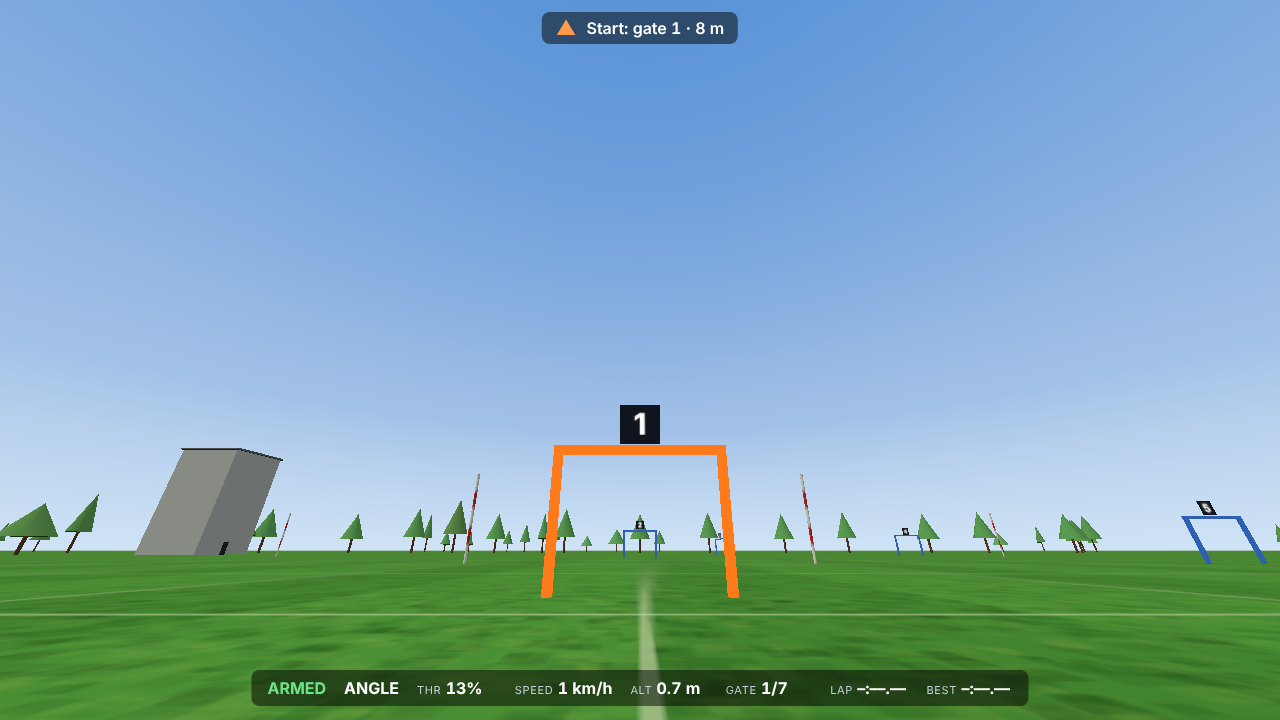 Start: gate 1 · 8 m
1
2
ARMED ANGLE THR 13% SPEED 1 km/h ALT 0.7 m GATE 1/7 LAP –:––.–– BEST –:––.––